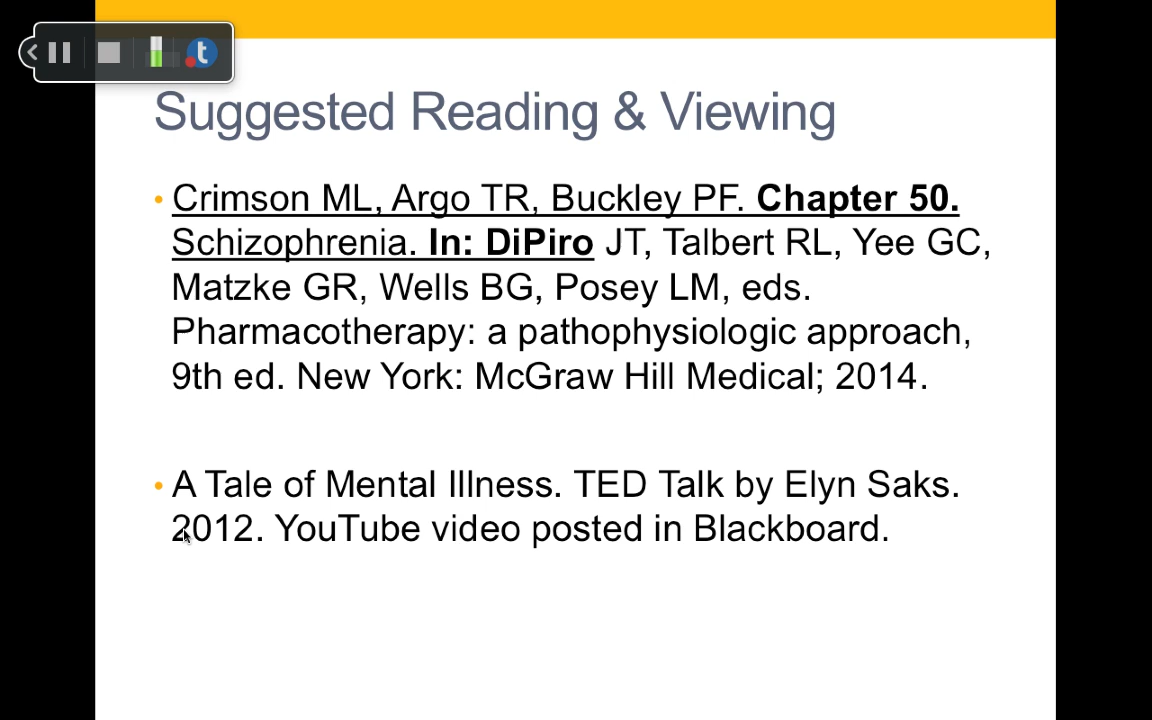 t
Suggested Reading & Viewing
• Crimson ML, Argo TR, Buckley PF. Chapter 50.
Schizophrenia. In: DiPiro JT, Talbert RL, Yee GC,
Matzke GR, Wells BG, Posey LM, eds.
Pharmacotherapy: a pathophysiologic approach,
9th ed. New York: McGraw Hill Medical; 2014.
• A Tale of Mental Illness. TED Talk by Elyn Saks.
2012. YouTube video posted in Blackboard.